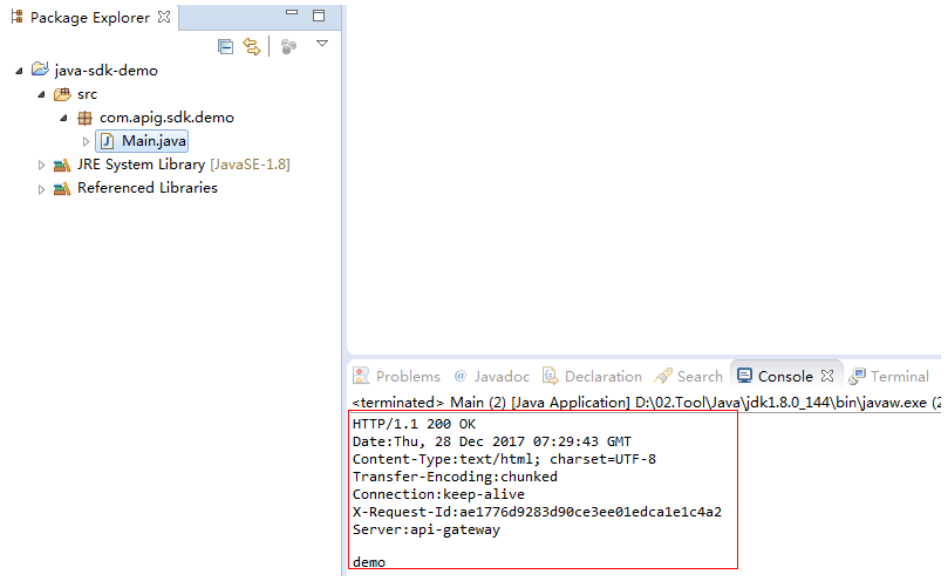 Package Explorer
java-sdk-demo
src
com.apig.sdk.demo
Main.java
JRE System Library [JavaSE-1.8]
Referenced Libraries
Problems @ Javadoc Declaration Search Console Terminal
<terminated> Main (2) [Java Application] D:\02.Tool\Java\jdk1.8.0_144\bin\javaw.exe (2
HTTP/1.1 200 OK
Date:Thu, 28 Dec 2017 07:29:43 GMT
Content-Type:text/html; charset=UTF-8
Transfer-Encoding:chunked
Connection:keep-alive
X-Request-Id:ae1776d9283d90ce3ee01edca1e1c4a2
Server:api-gateway
demo